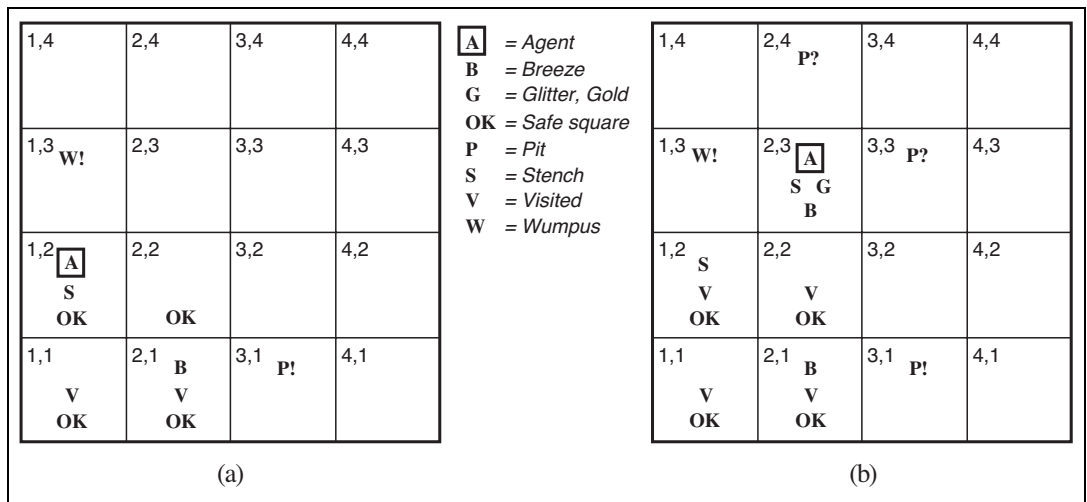 1,4 2,4 3,4 4,4
1,3 W! 2,3 3,3 4,3
1,2 A 2,2 3,2 4,2
S
OK OK
1,1 2,1 B 3,1 P! 4,1
V V
OK OK
(a)
A = Agent
B = Breeze
G = Glitter, Gold
OK = Safe square
P = Pit
S = Stench
V = Visited
W = Wumpus
1,4 2,4 P? 3,4 4,4
1,3 W! 2,3 A 3,3 P? 4,3
S G
B
1,2 S 2,2 3,2 4,2
V V
OK OK
1,1 2,1 B 3,1 P! 4,1
V V
OK OK
(b)